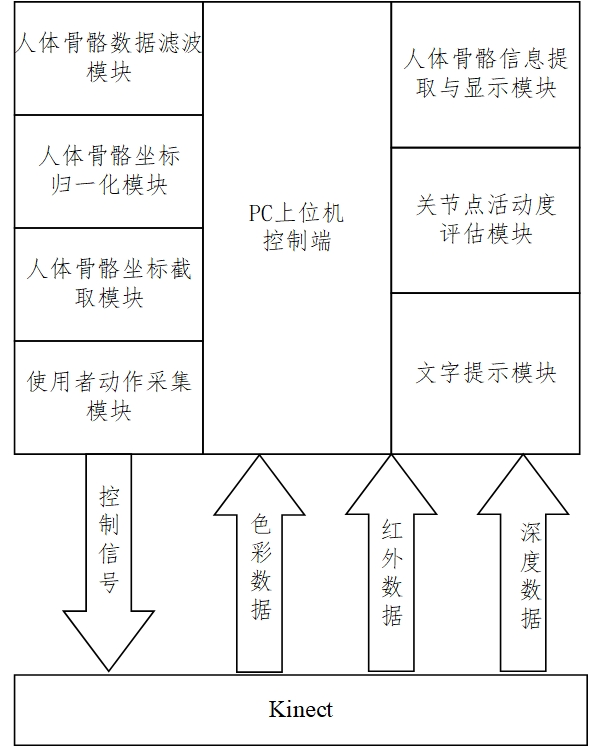 人体骨骼数据滤波
模块
人体骨骼坐标
归一化模块
人体骨骼坐标截
取模块
使用者动作采集
模块
PC上位机
控制端
人体骨骼信息提
取与显示模块
关节点活动度
评估模块
文字提示模块
控制信号
色彩数据
红外数据
深度数据
Kinect